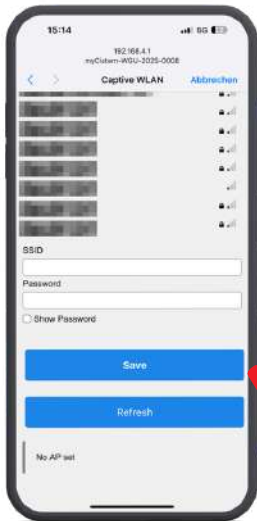 15:14
5G
192.168.4.1
myCistern-WGU-2025-0008
Captive WLAN
Abbrechen
SSID
Password
Show Password
Save
Refresh
No AP set